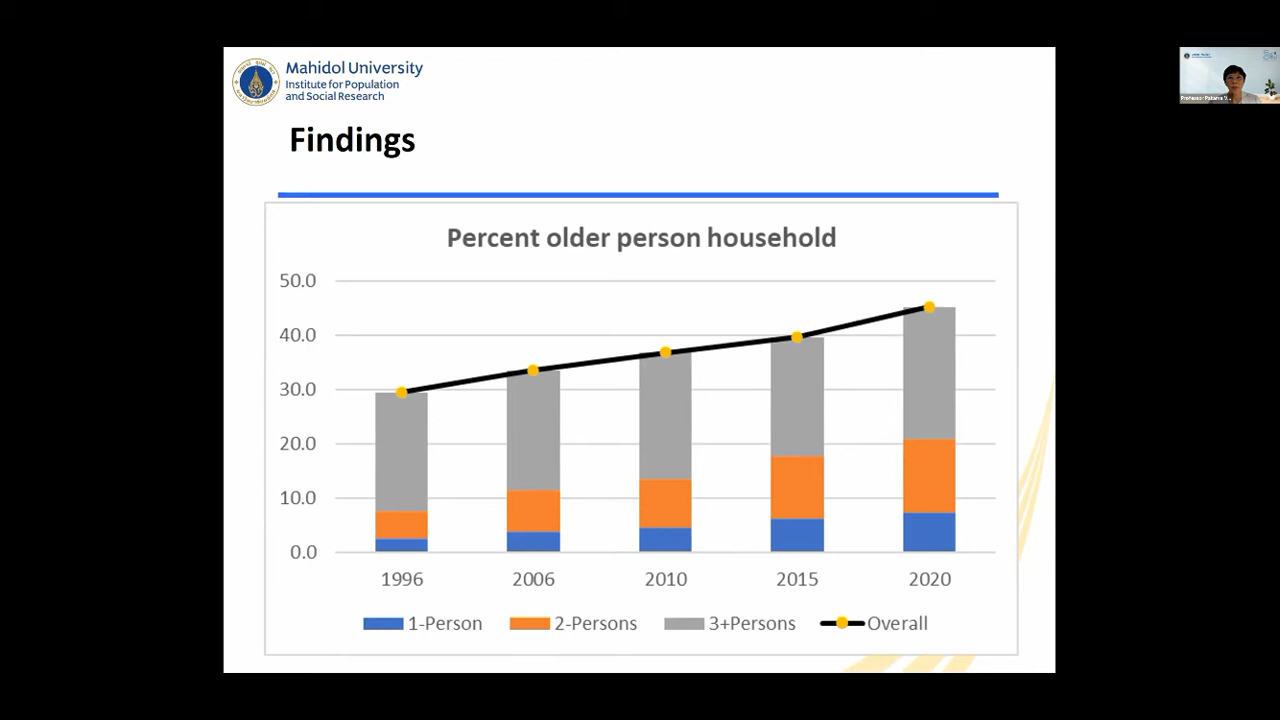 Mahidol University
Institute for Population
and Social Research
Findings
Percent older person household
50.0
40.0
30.0
20.0
10.0
0.0
1996 2006 2010 2015 2020
1-Person 2-Persons 3+Persons Overall
Professor